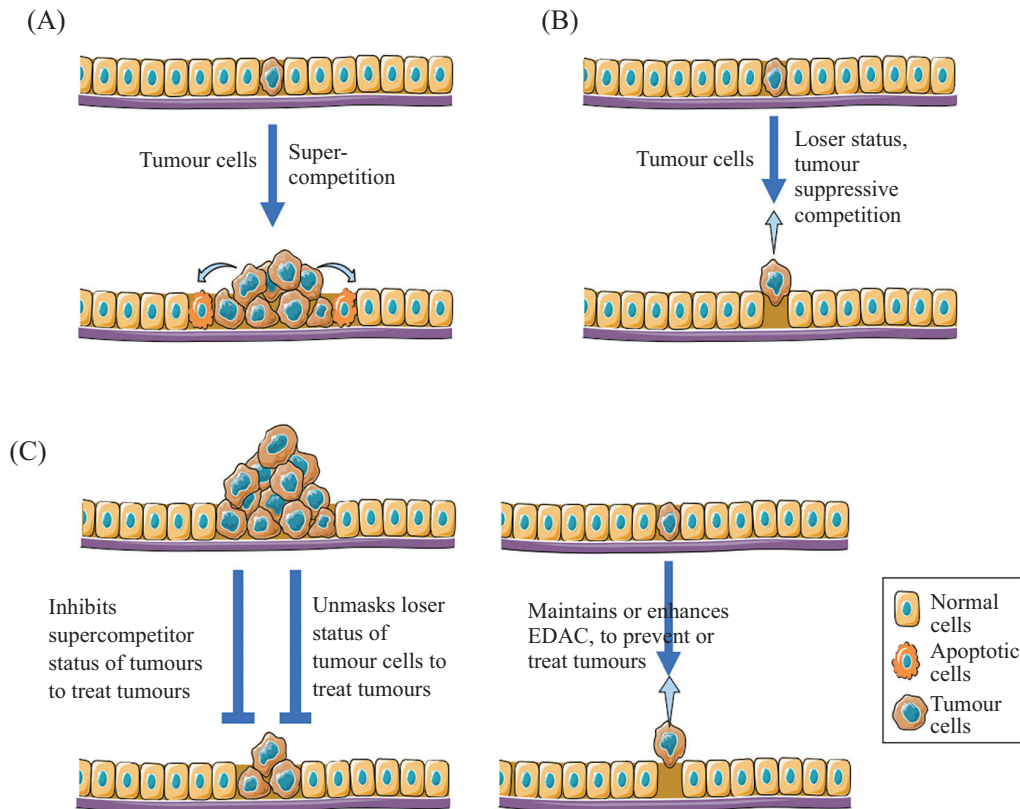 (A)
Tumour cells
Super-
competition
(B)
Tumour cells
Loser status,
tumour
suppressive
competition
(C)
Inhibits
supercompetitor
status of tumours
to treat tumours
Unmasks loser
status of
tumour cells to
treat tumours
Maintains or enhances
EDAC, to prevent or
treat tumours
Normal
cells
Apoptotic
cells
Tumour
cells